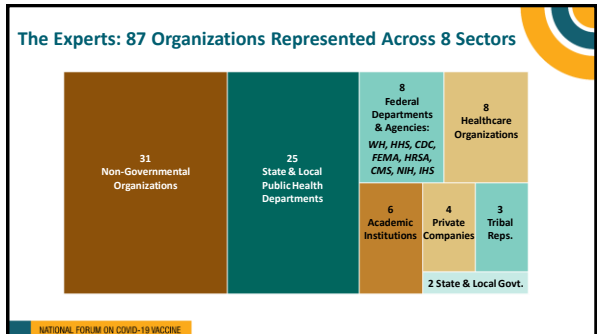 The Experts: 87 Organizations Represented Across 8 Sectors
31
Non-Governmental
Organizations
25
State & Local
Public Health
Departments
8
Federal
Departments
& Agencies:
WH, HHS, CDC,
FEMA, HRSA,
CMS, NIH, IHS
8
Healthcare
Organizations
6
Academic
Institutions
4
Private
Companies
3
Tribal
Reps.
2 State & Local Govt.
NATIONAL FORUM ON COVID-19 VACCINE